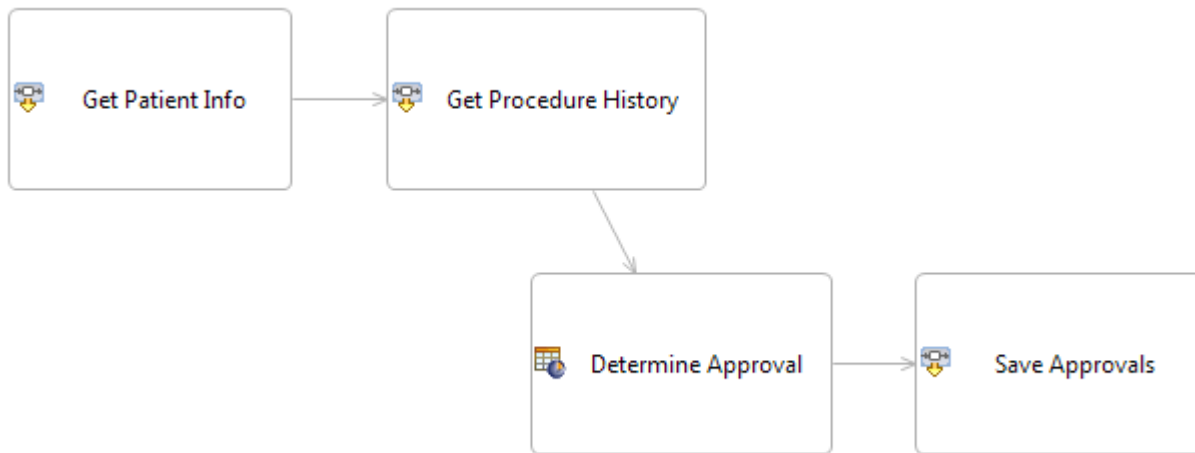 Get Patient Info
Get Procedure History
Determine Approval
Save Approvals